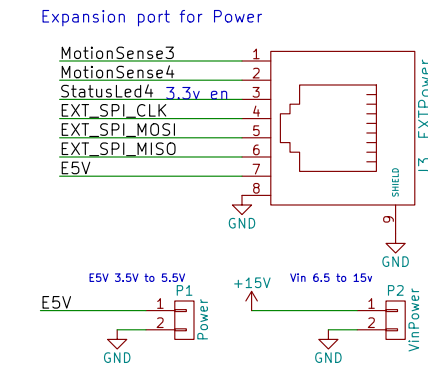 Expansion port for Power
MotionSense3 1
MotionSense4 2
StatusLed4 3.3v en 3
EXT_SPI_CLK 4
EXT_SPI_MOSI 5
EXT_SPI_MISO 6
E5V 7
8
GND
SHIELD
9
GND
J3 EXTPower
E5V 3.5V to 5.5V
P1
E5V 1
2
Power
GND
+15V
Vin 6.5 to 15v
P2
1
2
VinPower
GND